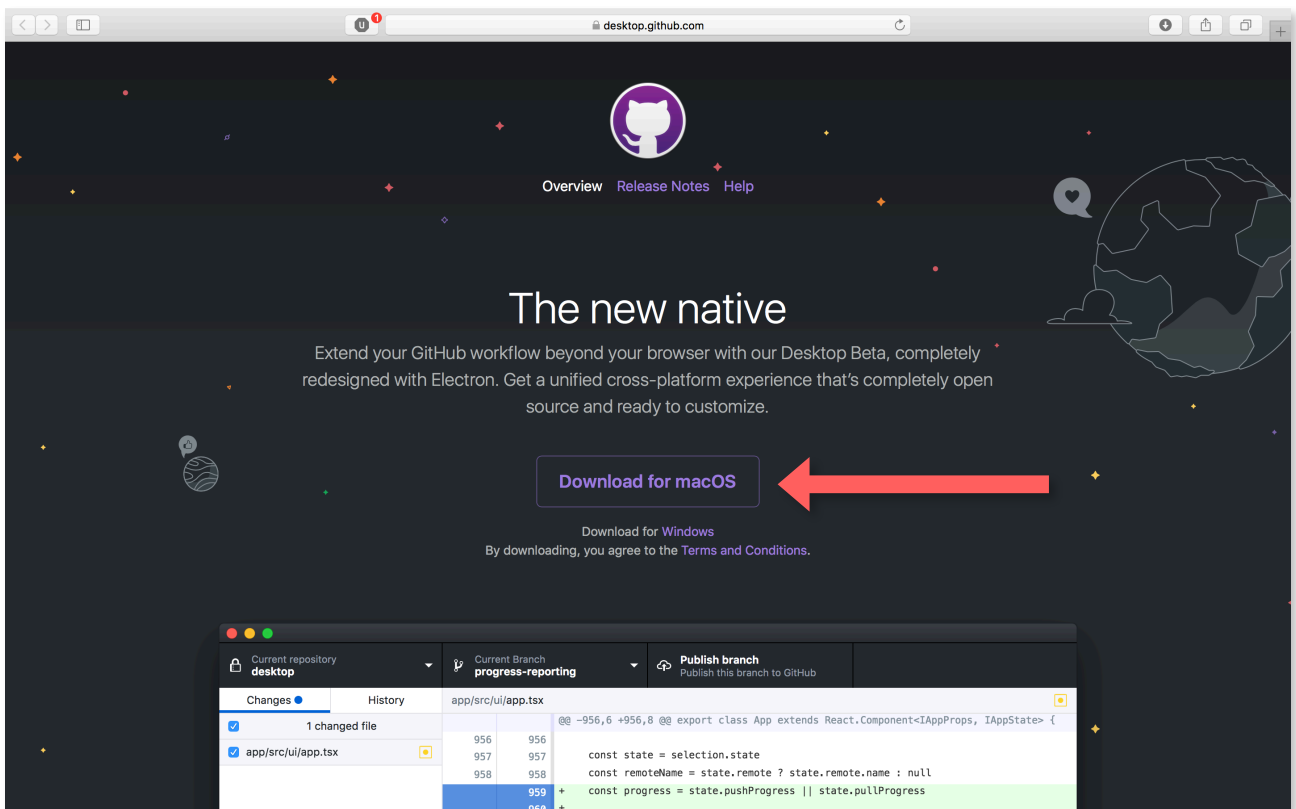 u 1 desktop.github.com
Overview Release Notes Help
The new native
Extend your GitHub workflow beyond your browser with our Desktop Beta, completely
redesigned with Electron. Get a unified cross-platform experience that's completely open
source and ready to customize.
Download for macOS
Download for Windows
By downloading, you agree to the Terms and Conditions.
Current repository
desktop
Current Branch
progress-reporting
Publish branch
Publish this branch to GitHub
Changes History app/src/ui/app.tsx
1 changed file
@@ -956,6 +956,8 @@ export class App extends React.Component<IAppProps, IAppState> {
app/src/ui/app.tsx
956 956
957 957 const state = selection.state
958 958 const remoteName = state.remote ? state.remote.name : null
959 + const progress = state.pushProgress || state.pullProgress
960 +